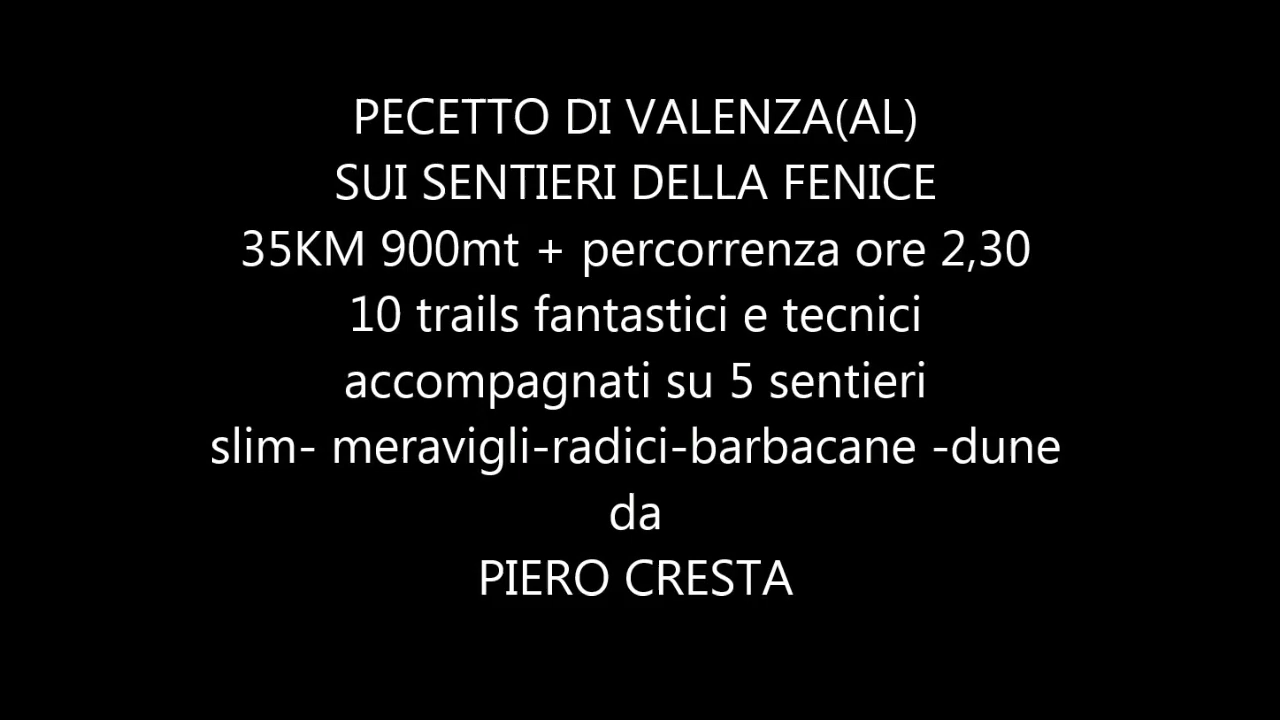 PECETTO DI VALENZA(AL)
SUI SENTIERI DELLA FENICE
35KM 900mt + percorrenza ore 2,30
10 trails fantastici e tecnici
accompagnati su 5 sentieri
slim- meravigli-radici-barbacane -dune
da
PIERO CRESTA